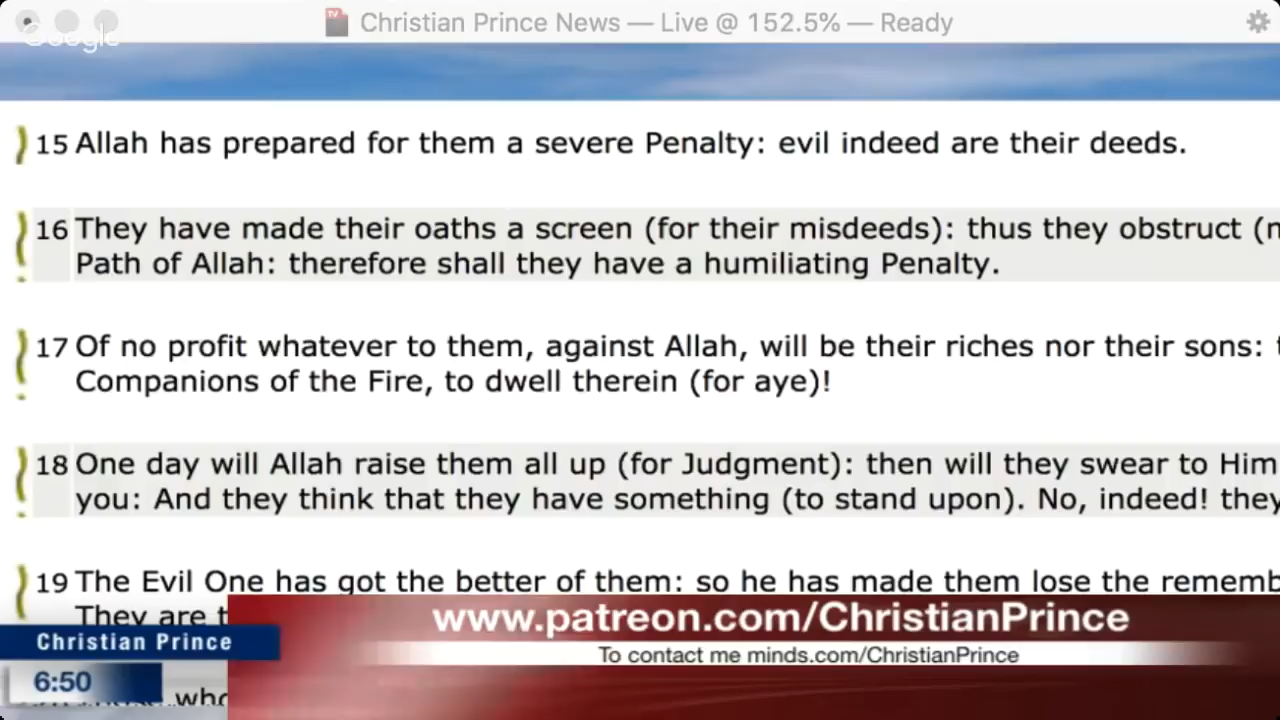 Christian Prince News — Live @ 152.5% — Ready
Google
15 Allah has prepared for them a severe Penalty: evil indeed are their deeds.
16 They have made their oaths a screen (for their misdeeds): thus they obstruct
Path of Allah: therefore shall they have a humiliating Penalty.
17 Of no profit whatever to them, against Allah, will be their riches nor their sons:
Companions of the Fire, to dwell therein (for aye)!
18 One day will Allah raise them all up (for Judgment): then will they swear to Him
you: And they think that they have something (to stand upon). No, indeed! they
19 The Evil One has got the better of them: so he has made them lose the
They are
www.patreon.com/ChristianPrince
To contact me minds.com/ChristianPrince
Christian Prince
6:50